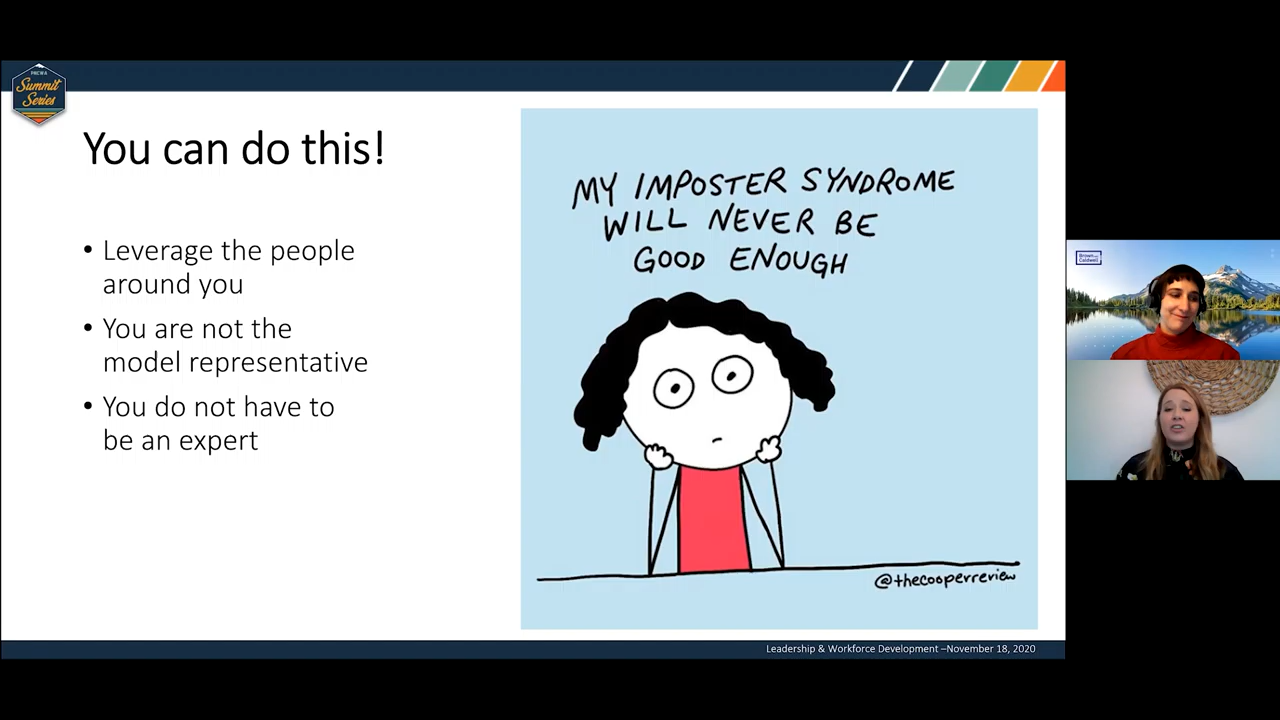 PNCWA
Summit
Series
You can do this!
• Leverage the people
around you
• You are not the
model representative
• You do not have to
be an expert
MY IMPOSTER SYNDROME
WILL NEVER BE
GOOD ENOUGH
@thecooperreview
Brown and
Caldwell
Leadership & Workforce Development –November 18, 2020